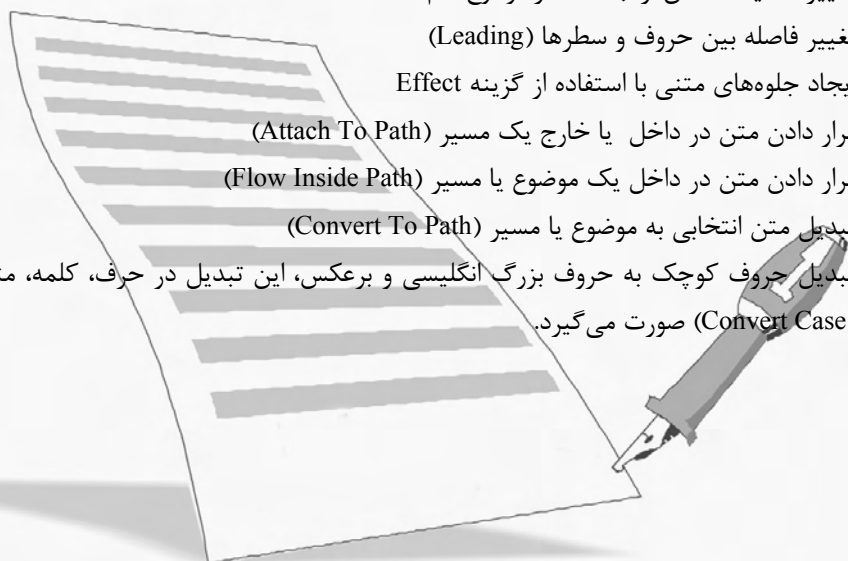 تغییر فاصله بین حروف و سطرها (Leading)
یجاد جلوه‌های متنی با استفاده از گزینه Effect
رار دادن متن در داخل یا خارج یک مسیر (Attach To Path)
رار دادن متن در داخل یک موضوع یا مسیر (Flow Inside Path)
بدیل متن انتخابی به موضوع یا مسیر (Convert To Path)
بدیل حروف کوچک به حروف بزرگ انگلیسی و برعکس، این تبدیل در حرف، کلمه،
Convert Case) صورت می‌گیرد.